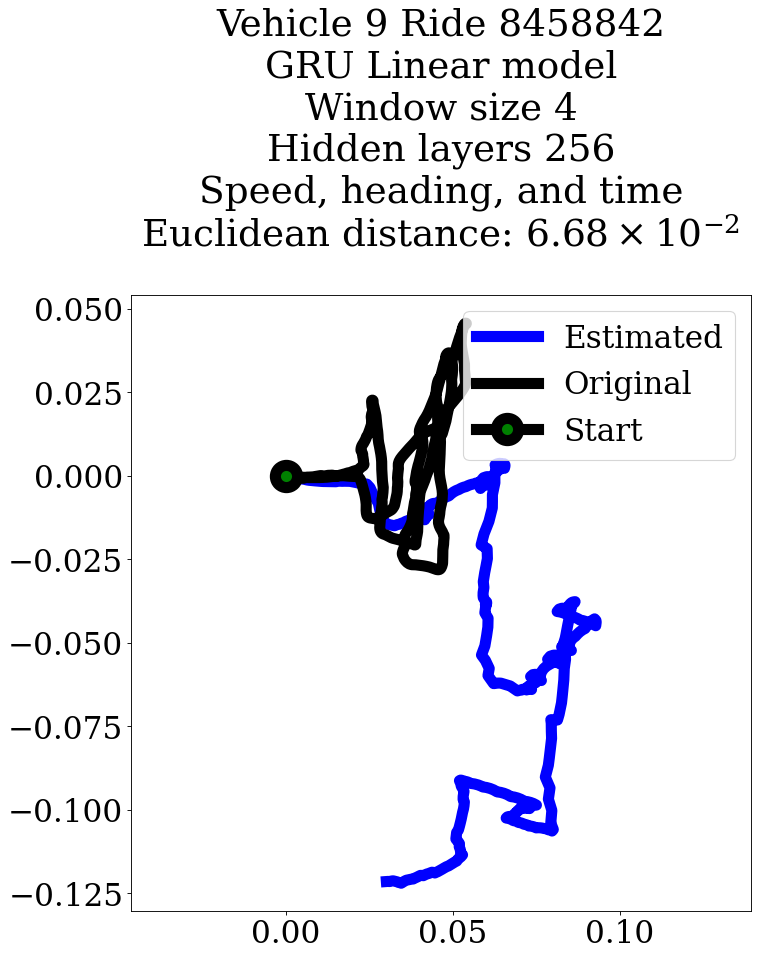 Vehicle 9 Ride 8458842
GRU Linear model
Window size 4
Hidden layers 256
Speed, heading, and time
Euclidean distance: 6.68 × 10⁻²
0.050
Estimated
0.025
Original
Start
0.000
−0.025
−0.050
−0.075
−0.100
−0.125
0.00 0.05 0.10